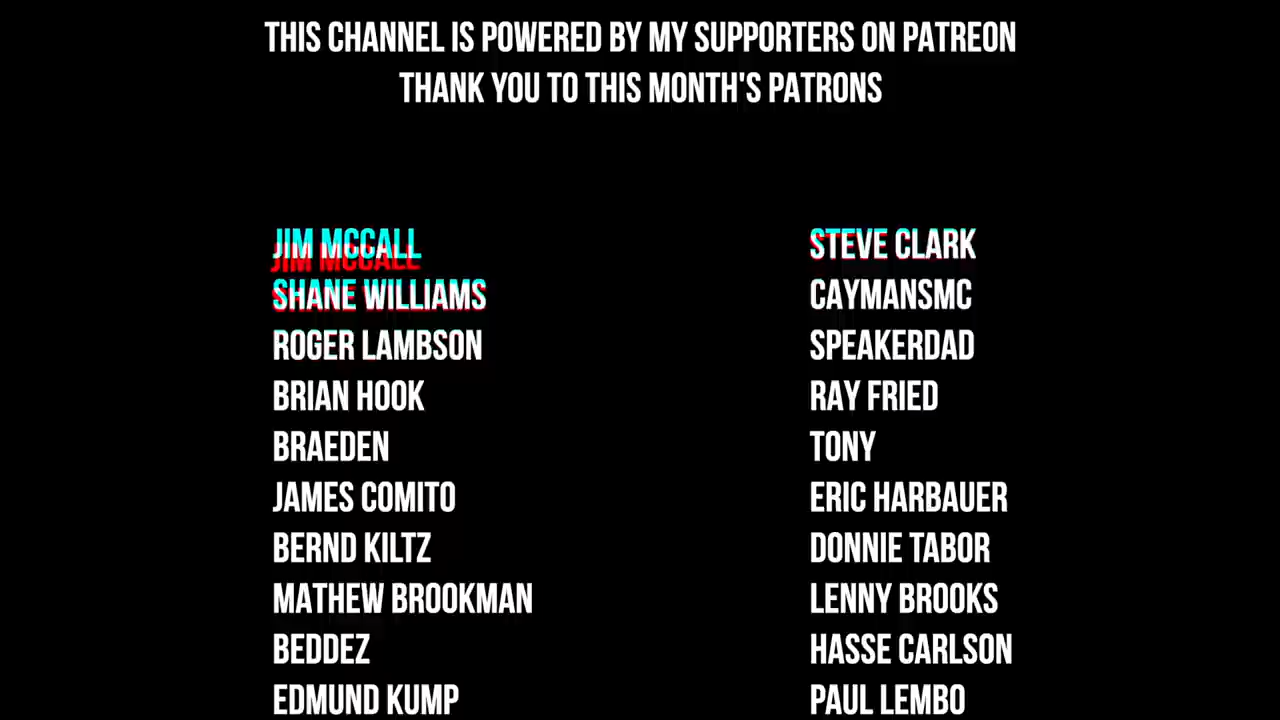 THIS CHANNEL IS POWERED BY MY SUPPORTERS ON PATREON
THANK YOU TO THIS MONTH'S PATRONS
JIM MCCALL
SHANE WILLIAMS
ROGER LAMBSON
BRIAN HOOK
BRAEDEN
JAMES COMITO
BERND KILTZ
MATHEW BROOKMAN
BEDDEZ
EDMUND KUMP
STEVE CLARK
CAYMANSMC
SPEAKERDAD
RAY FRIED
TONY
ERIC HARBAUER
DONNIE TABOR
LENNY BROOKS
HASSE CARLSON
PAUL LEMBO